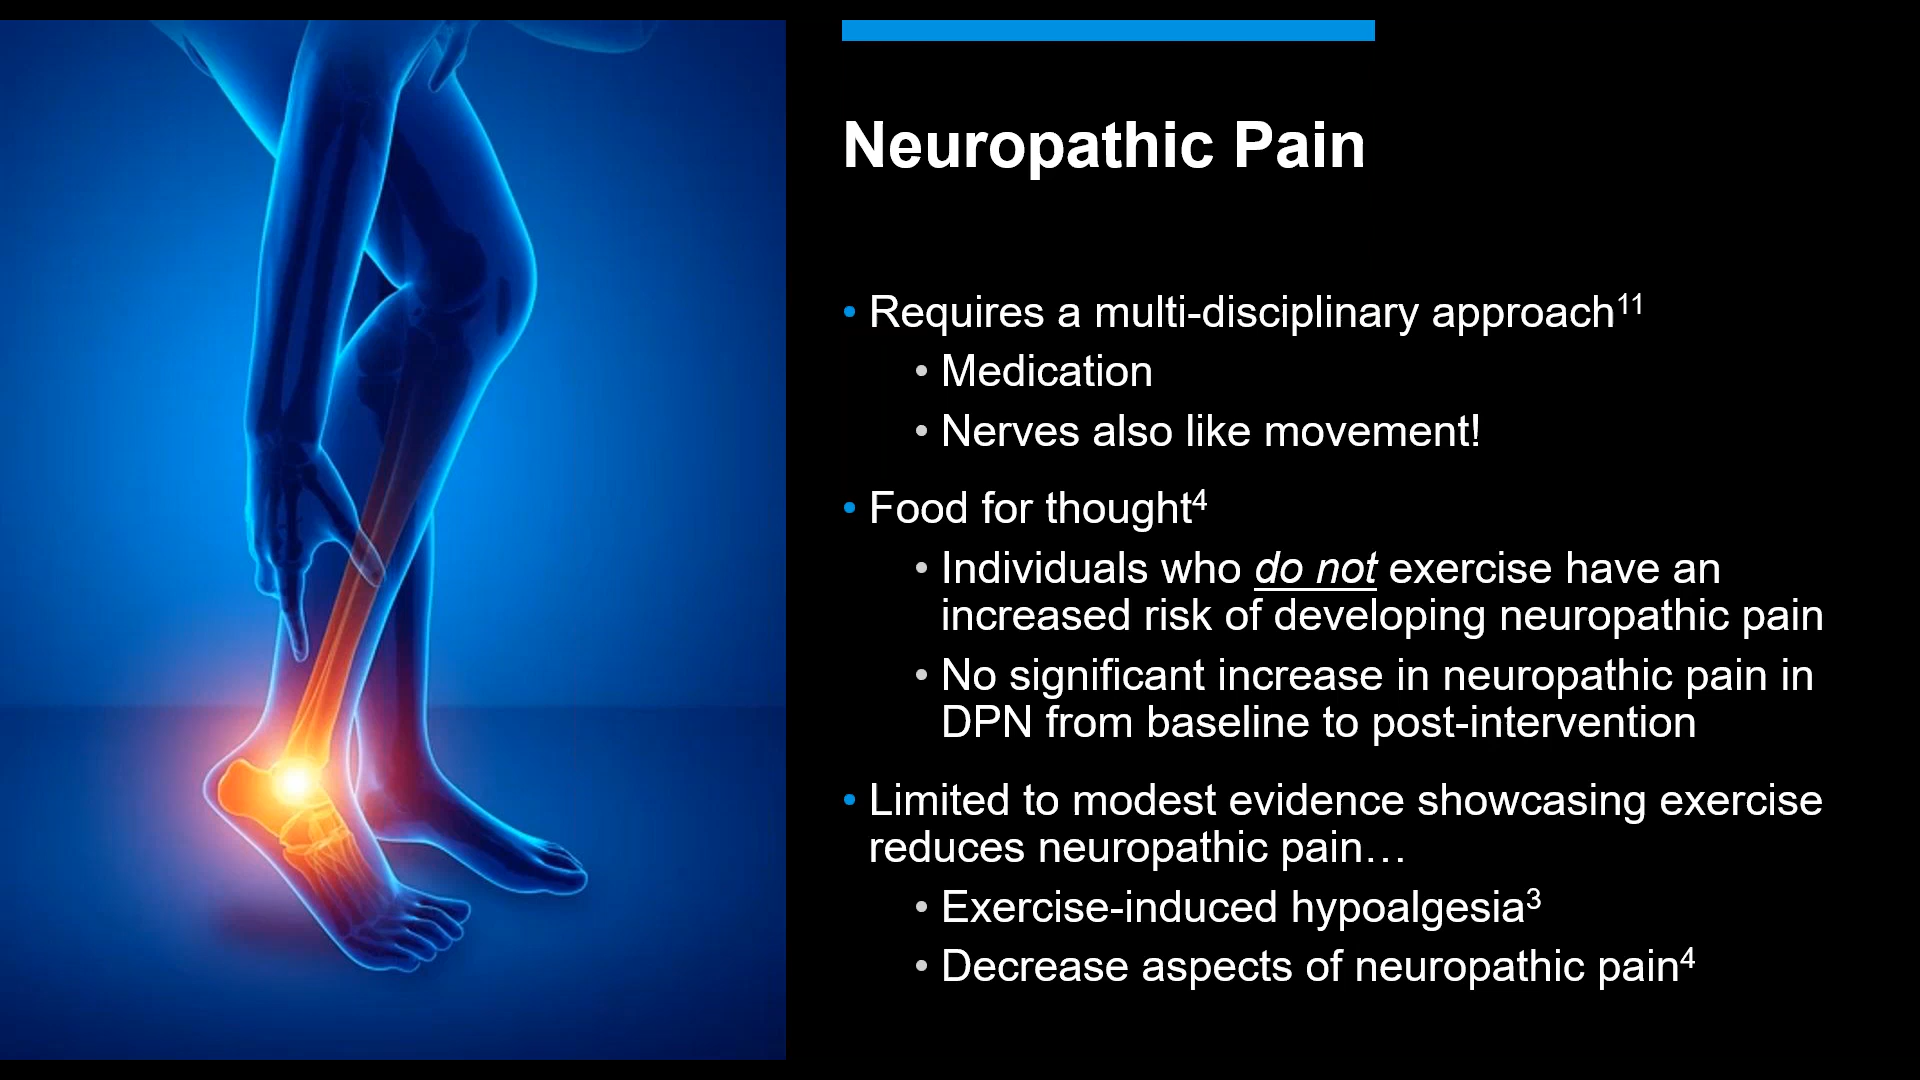 Neuropathic Pain
• Requires a multi-disciplinary approach¹¹
• Medication
• Nerves also like movement!
• Food for thought⁴
• Individuals who do not exercise have an
increased risk of developing neuropathic pain
• No significant increase in neuropathic pain in
DPN from baseline to post-intervention
• Limited to modest evidence showcasing exercise
reduces neuropathic pain…
• Exercise-induced hypoalgesia³
• Decrease aspects of neuropathic pain⁴